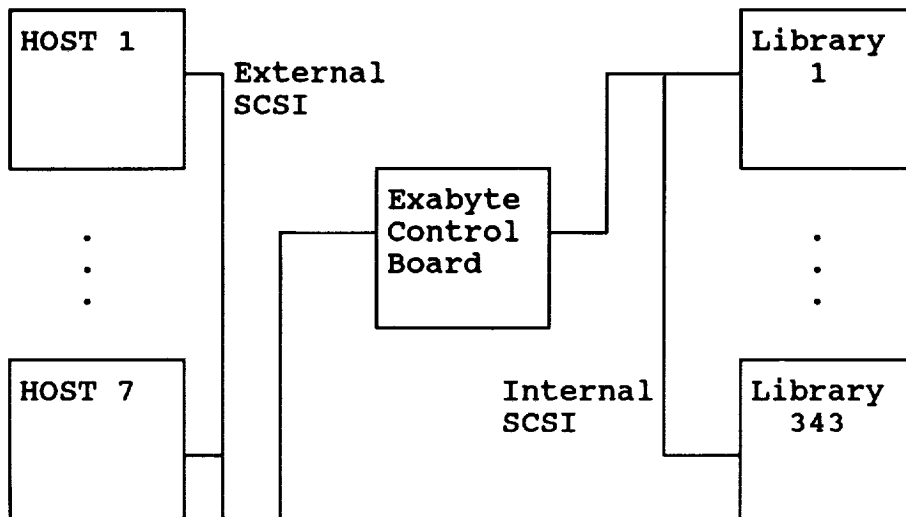 HOST 1
External
SCSI
Library
1
Exabyte
Control
Board
HOST 7
Internal
SCSI
Library
343